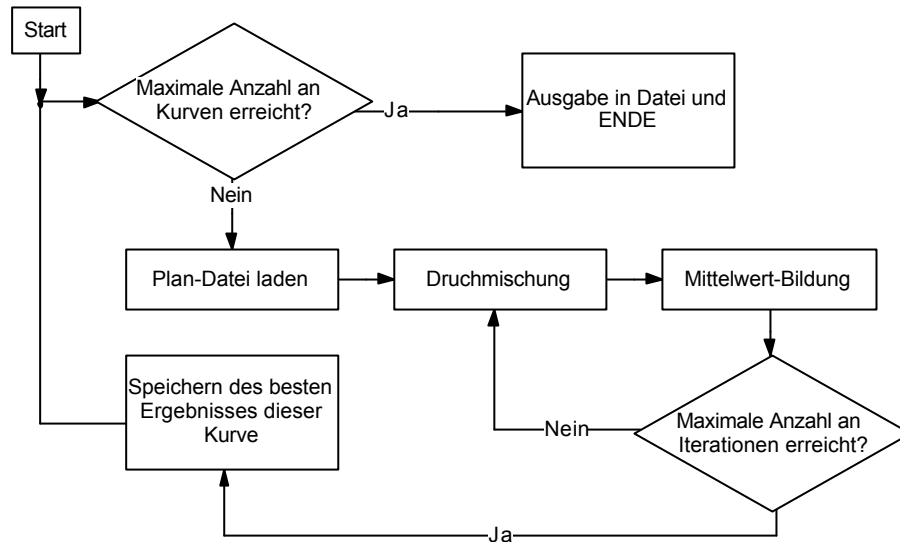 Start
Maximale Anzahl an
Kurven erreicht?
Ja
Ausgabe in Datei und
ENDE
Nein
Plan-Datei laden
Druchmischung
Mittelwert-Bildung
Speichern des besten
Ergebnisses dieser
Kurve
Nein
Maximale Anzahl an
Iterationen erreicht?
Ja